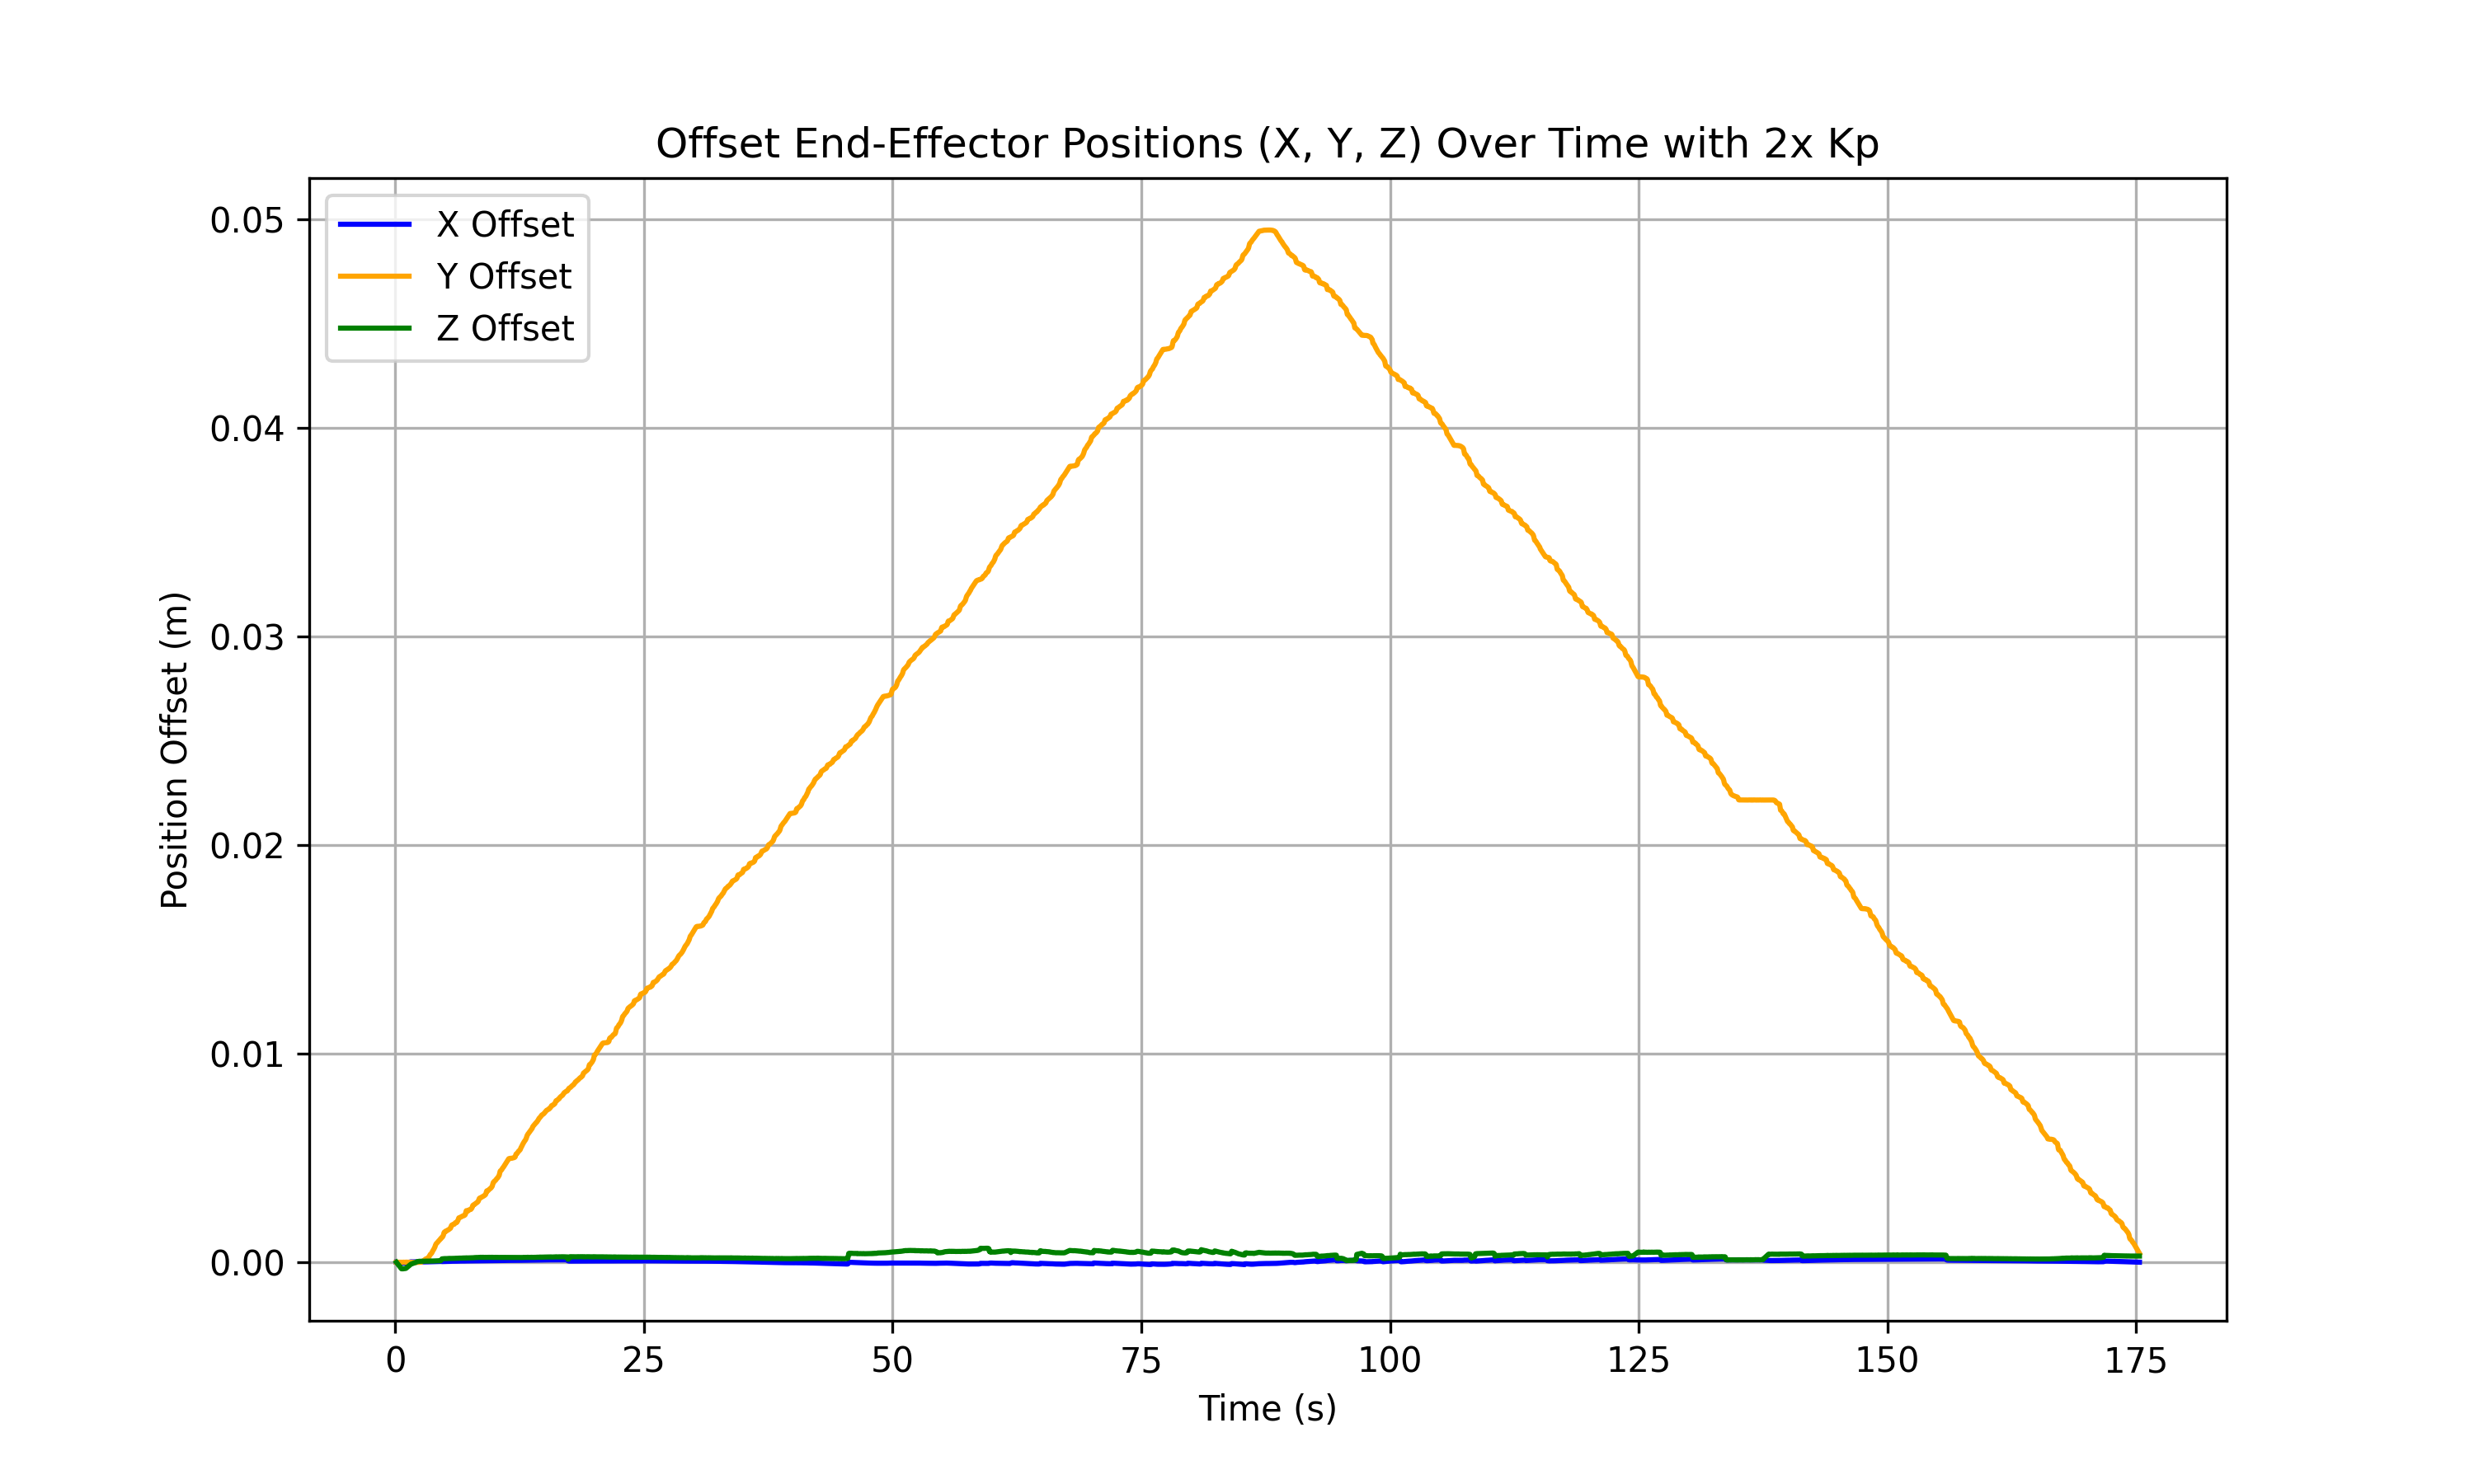 Offset End-Effector Positions (X, Y, Z) Over Time with 2x Kp
X Offset
Y Offset
Z Offset
Position Offset (m)
0.05
0.04
0.03
0.02
0.01
0.00
0 25 50 75 100 125 150 175
Time (s)